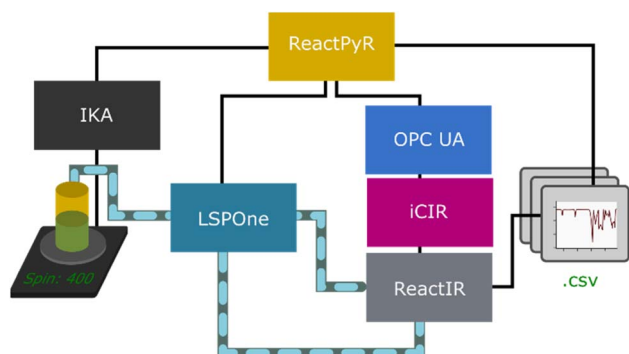 ReactPyR
IKA
OPC UA
iCIR
LSPOne
ReactIR
Spin: 400
.csv